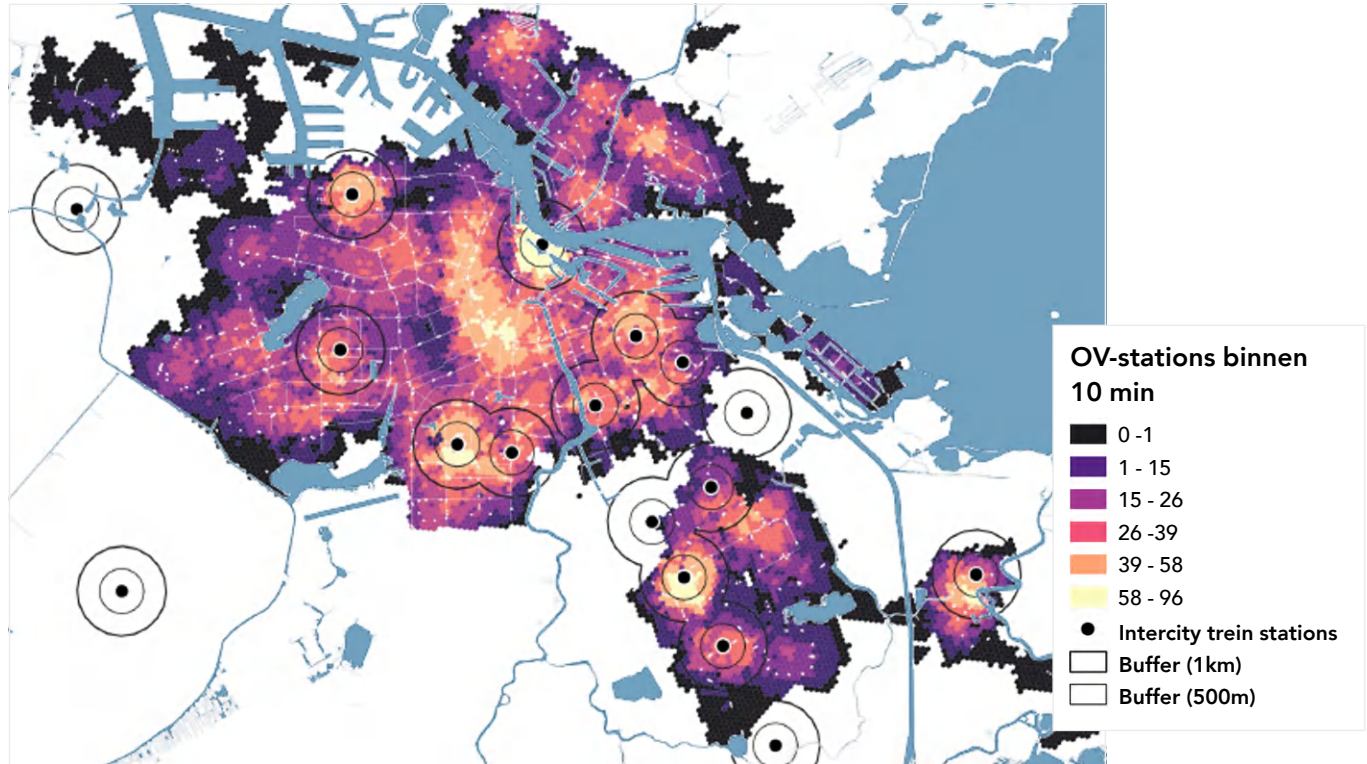 OV-stations binnen
10 min
0 -1
1 - 15
15 - 26
26 -39
39 - 58
58 - 96
Intercity trein stations
Buffer (1km)
Buffer (500m)